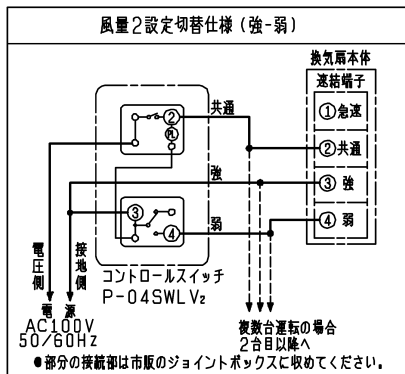 風量2設定切替仕様(強-弱)
換気扇本体
速結端子
①急速
②共通
③ 強
④ 弱
共通
強
弱
②
PL
③
④
コントロールスイッチ
P-04SWLV₂
電圧側
接地側
電源
AC100V
50/60Hz
複数台運転の場合
2台目以降へ
●部分の接続部は市販のジョイントボックスに収めてください。